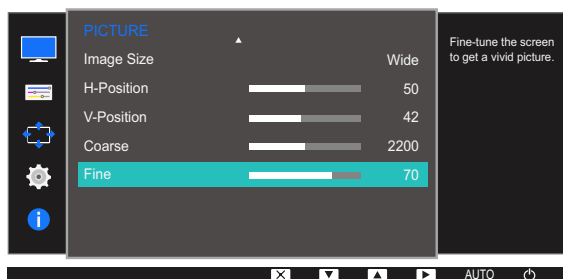 PICTURE
Image Size Wide
H-Position 50
V-Position 42
Coarse 2200
Fine 70
Fine-tune the screen
to get a vivid picture.
AUTO